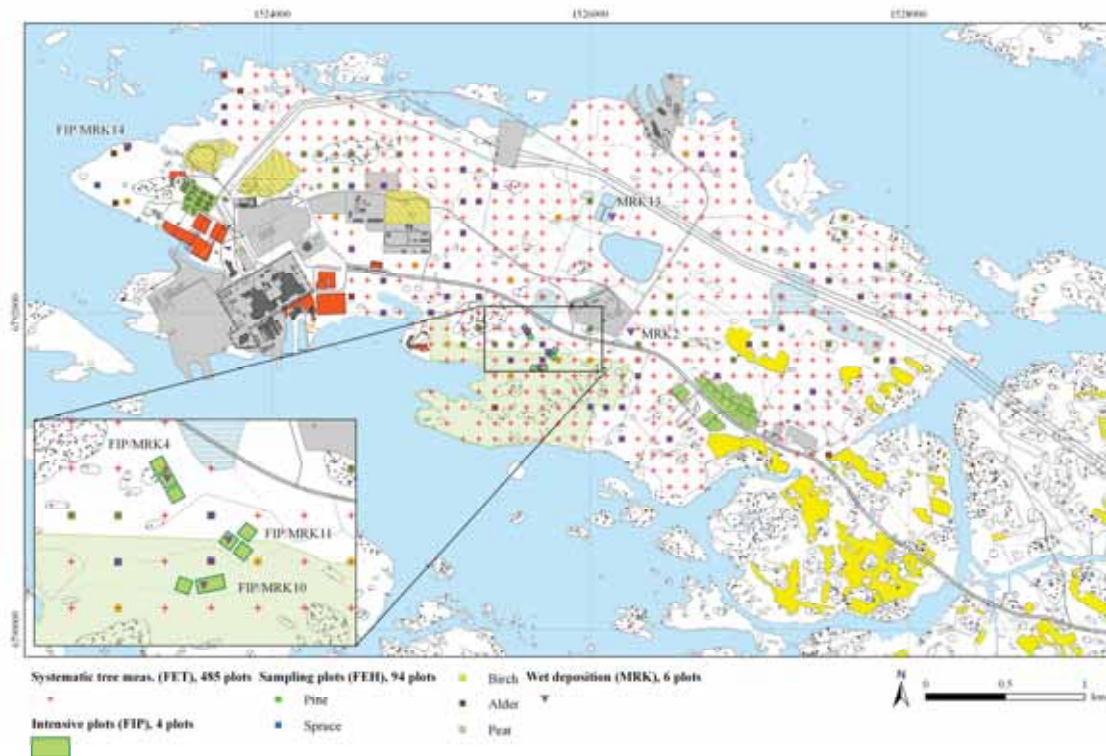 1524000 1526000 1528000
FIP/MRK14
MRK13
6792000
MRK2
FIP/MRK4
FIP/MRK11
FIP/MRK10
6790000
Systematic tree meas. (FET), 485 plots Sampling plots (FEH), 94 plots Birch Wet deposition (MRK), 6 plots
Pine Alder
Intensive plots (FIP), 4 plots Spruce Peat
N
0 0.5 1
km